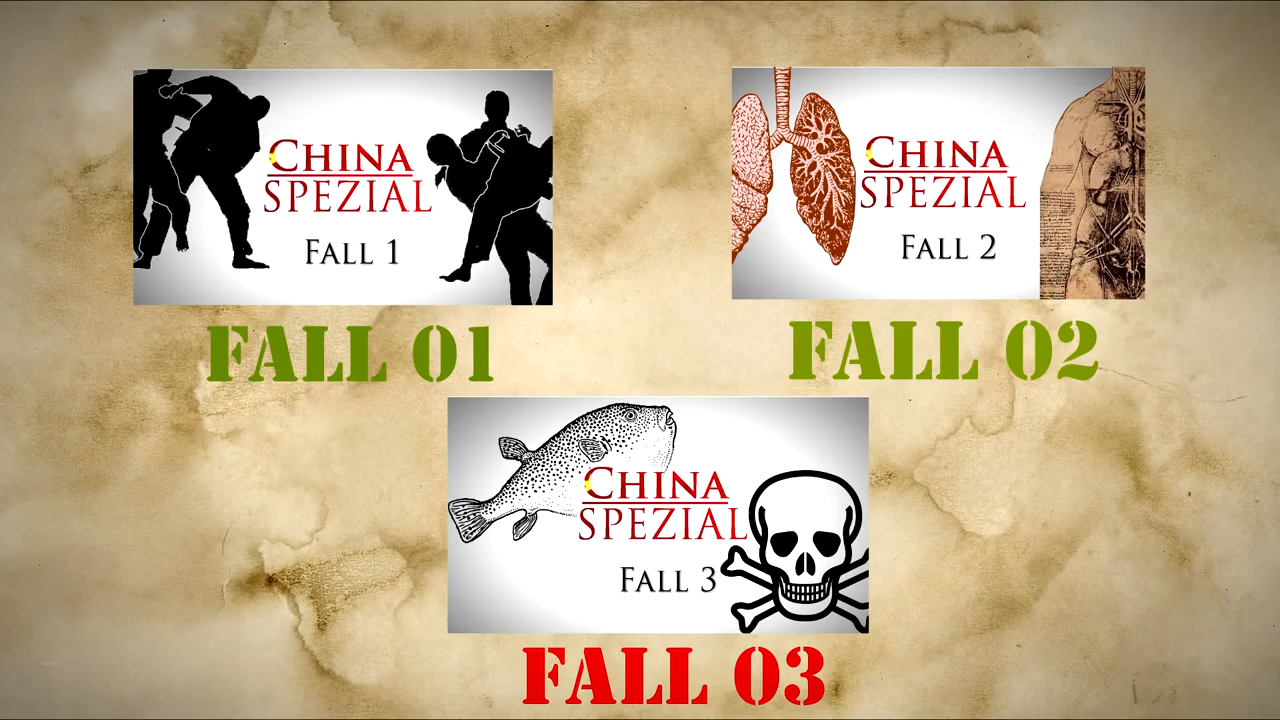 CHINA
SPEZIAL
FALL 1
FALL 01
CHINA
SPEZIAL
FALL 2
FALL 02
CHINA
SPEZIAL
FALL 3
FALL 03